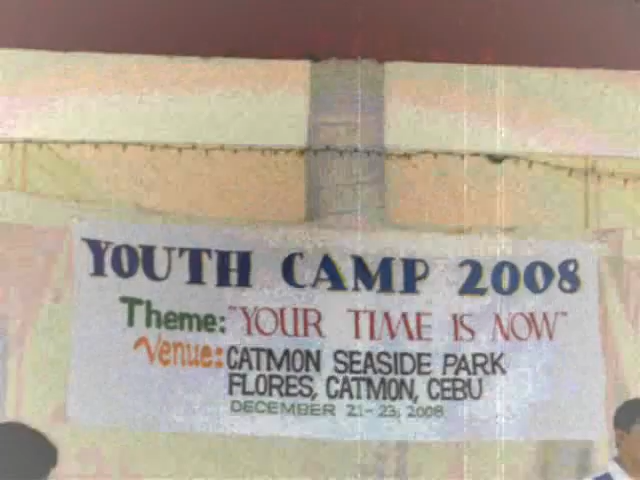 YOUTH CAMP 2008
Theme: "YOUR TIME IS NOW"
Venue: CATMON SEASIDE PARK
FLORES, CATMON, CEBU
DECEMBER 21-23, 2008